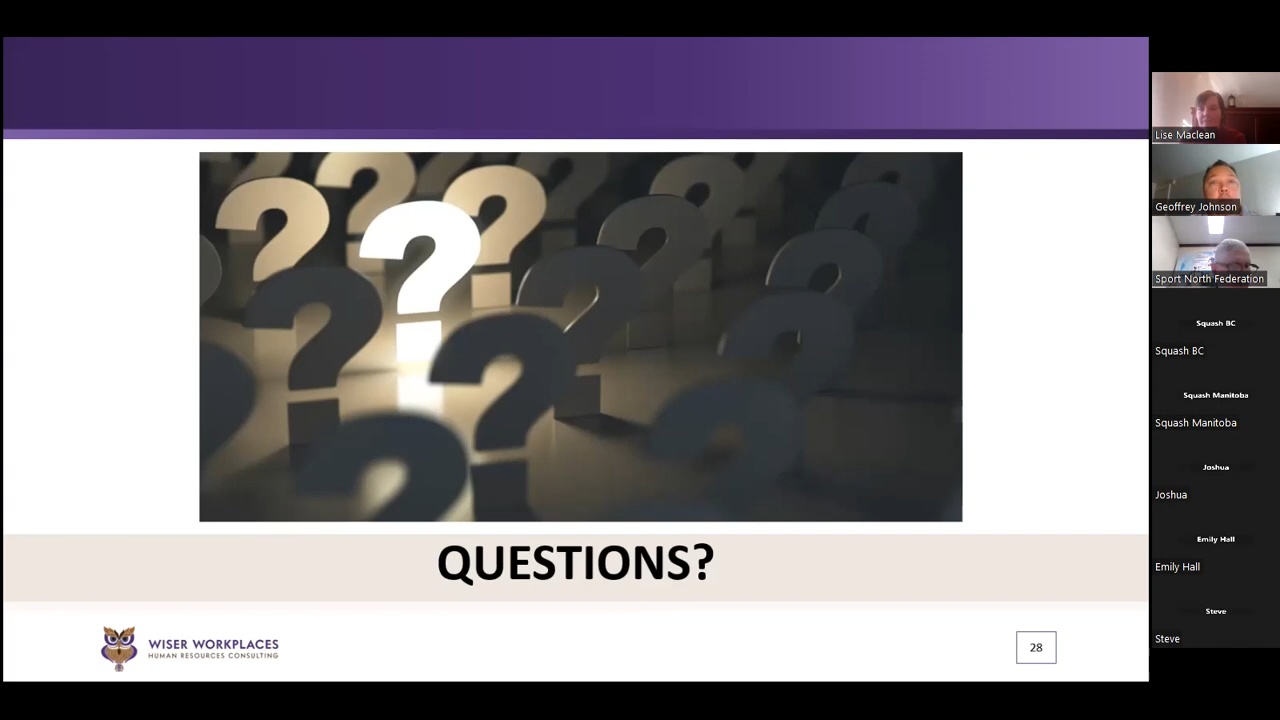 QUESTIONS?
WISER WORKPLACES
HUMAN RESOURCES CONSULTING
28
Lise Maclean
Geoffrey Johnson
Sport North Federation
Squash BC
Squash BC
Squash Manitoba
Squash Manitoba
Joshua
Joshua
Emily Hall
Emily Hall
Steve
Steve